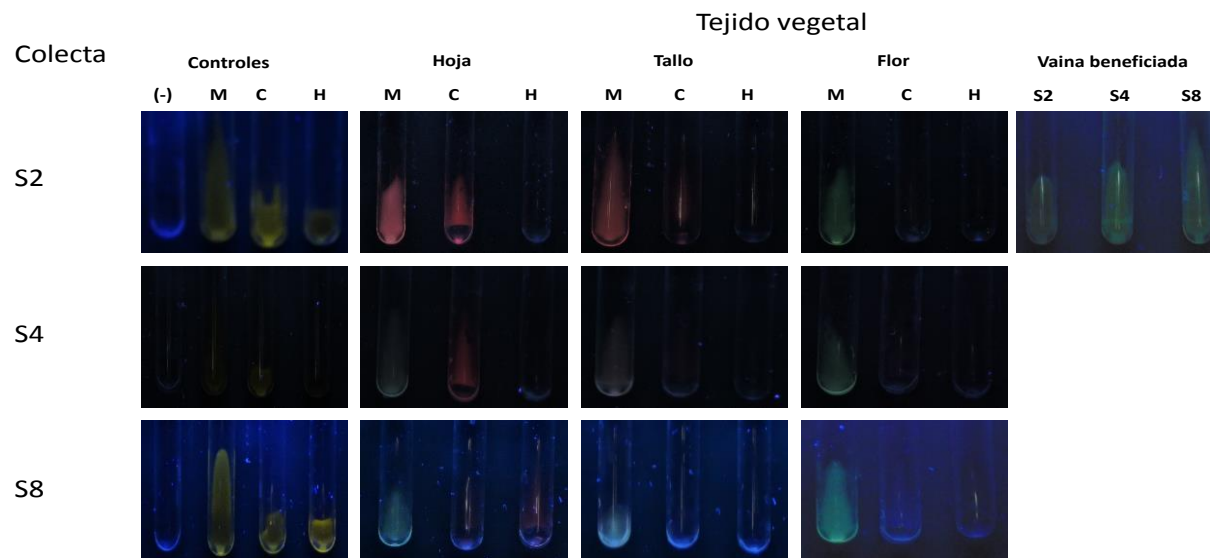 Tejido vegetal
Colecta
Controles Hoja Tallo Flor Vaina beneficiada
(-) M C H M C H M C H M C H S2 S4 S8
S2
S4
S8